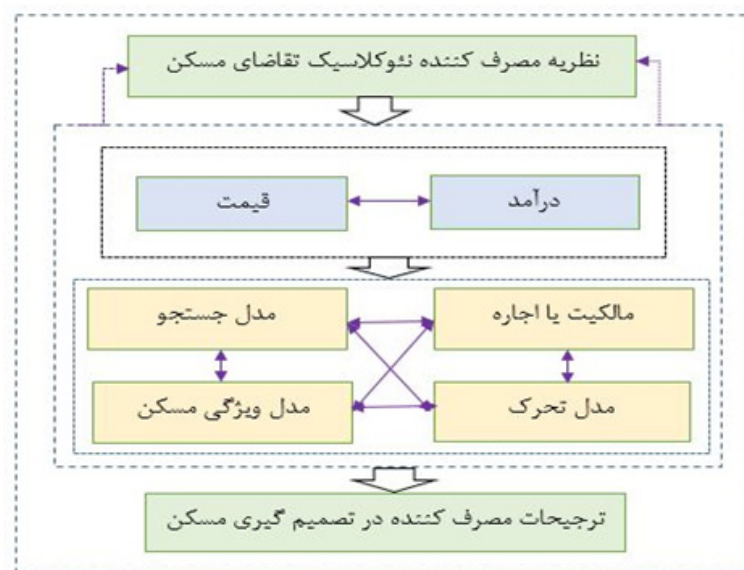 نظریه مصرف کننده نئوکلاسیک تقاضای مسکن
درآمد
قیمت
مالکیت یا اجاره
مدل جستجو
مدل تحرک
مدل ویژگی مسکن
ترجیحات مصرف کننده در تصمیم گیری مسکن